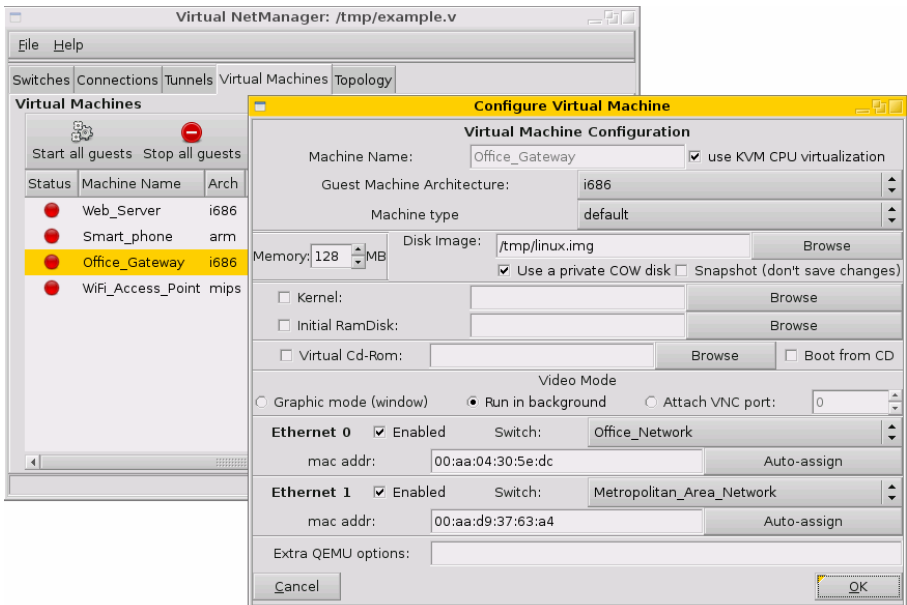 Virtual NetManager: /tmp/example.v
File Help
Switches Connections Tunnels Virtual Machines Topology
Virtual Machines
Start all guests Stop all guests
Status Machine Name Arch
Web_Server i686
Smart_phone arm
Office_Gateway i686
WiFi_Access_Point mips
Configure Virtual Machine
Virtual Machine Configuration
Machine Name: Office_Gateway use KVM CPU virtualization
Guest Machine Architecture: i686
Machine type default
Memory: 128 MB Disk Image: /tmp/linux.img Browse
Use a private COW disk Snapshot (don't save changes)
Kernel: Browse
Initial RamDisk: Browse
Virtual Cd-Rom: Browse Boot from CD
Video Mode
Graphic mode (window) Run in background Attach VNC port: 0
Ethernet 0 Enabled Switch: Office_Network
mac addr: 00:aa:04:30:5e:dc Auto-assign
Ethernet 1 Enabled Switch: Metropolitan_Area_Network
mac addr: 00:aa:d9:37:63:a4 Auto-assign
Extra QEMU options:
Cancel OK